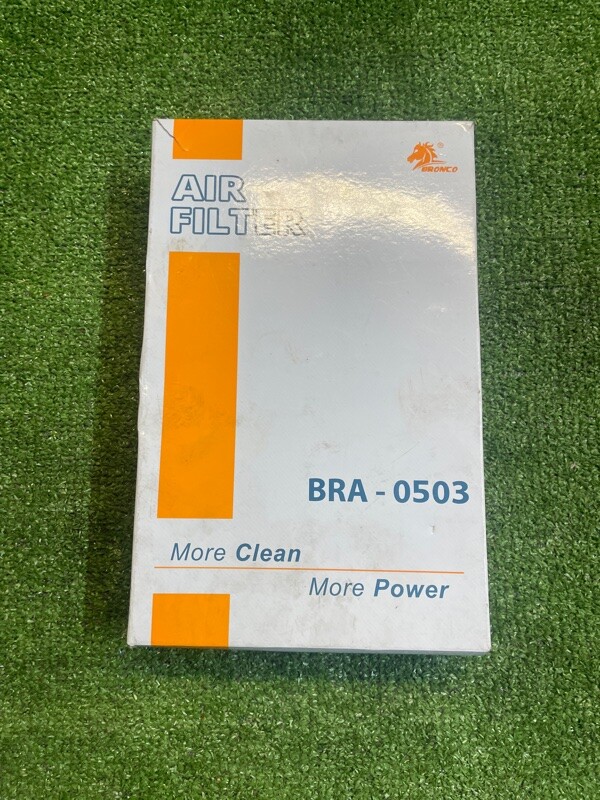 ® 
BRONCO
AIR
FILTER
BRA - 0503
More Clean
More Power